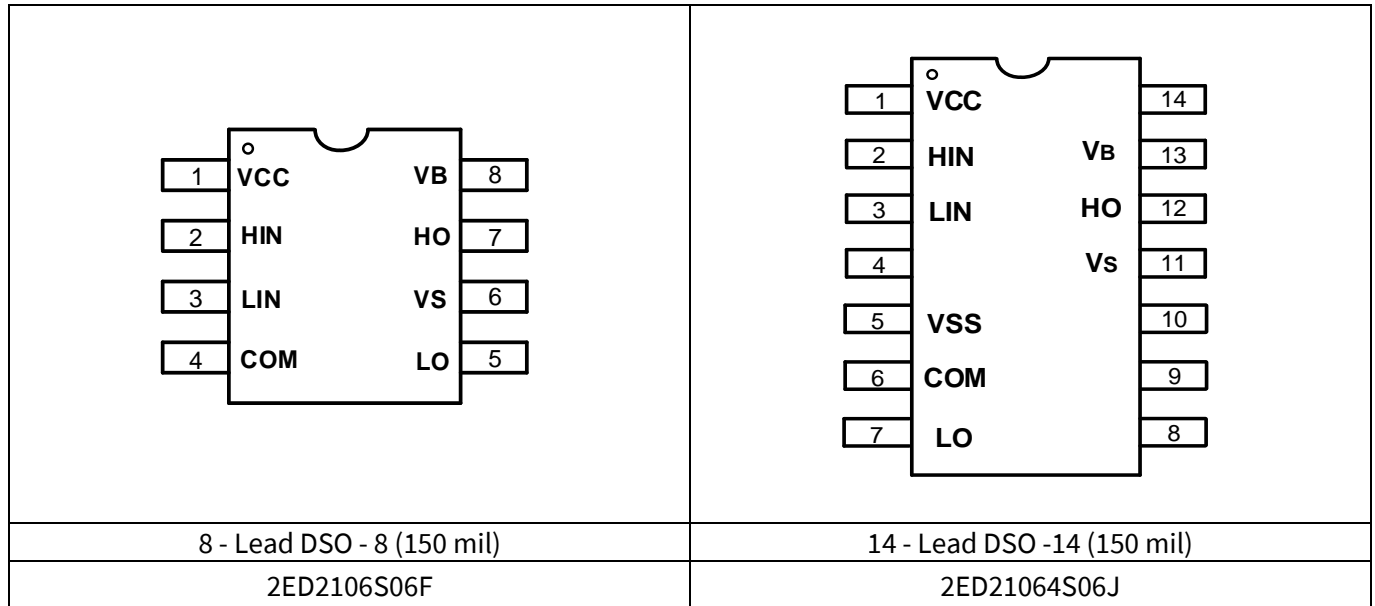 1 VCC VB 8
2 HIN HO 7
3 LIN VS 6
4 COM LO 5
1 VCC 14
2 HIN VB 13
3 LIN HO 12
4 VS 11
5 VSS 10
6 COM 9
7 LO 8
8 - Lead DSO - 8 (150 mil)
14 - Lead DSO -14 (150 mil)
2ED2106S06F
2ED21064S06J